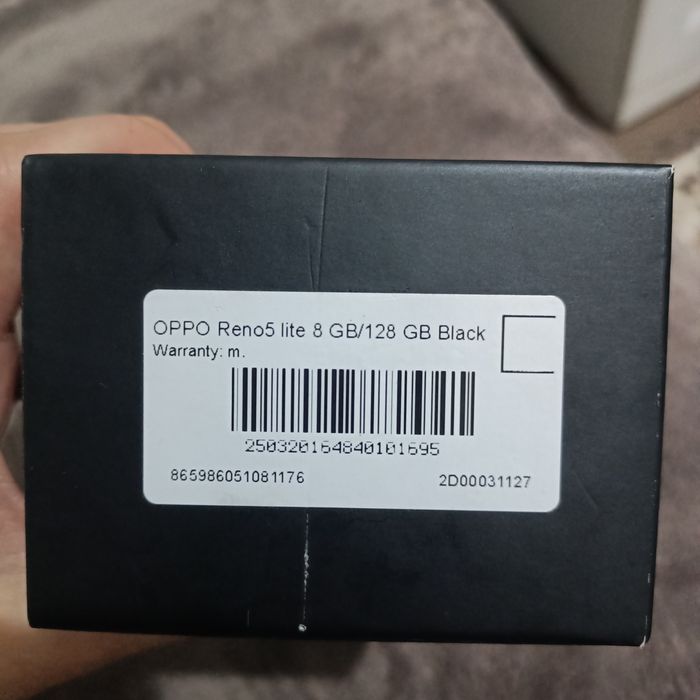 OPPO Reno5 lite 8 GB/128 GB Black
Warranty: m.
250320164840101695
865986051081176
2D00031127